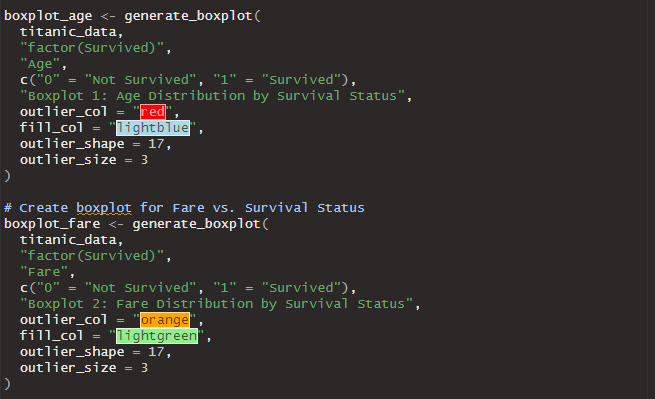 boxplot_age <- generate_boxplot(
  titanic_data,
  "factor(Survived)",
  "Age",
  c("0" = "Not Survived", "1" = "Survived"),
  "Boxplot 1: Age Distribution by Survival Status",
  outlier_col = "red",
  fill_col = "lightblue",
  outlier_shape = 17,
  outlier_size = 3
)

# Create boxplot for Fare vs. Survival Status
boxplot_fare <- generate_boxplot(
  titanic_data,
  "factor(Survived)",
  "Fare",
  c("0" = "Not Survived", "1" = "Survived"),
  "Boxplot 2: Fare Distribution by Survival Status",
  outlier_col = "orange",
  fill_col = "lightgreen",
  outlier_shape = 17,
  outlier_size = 3
)